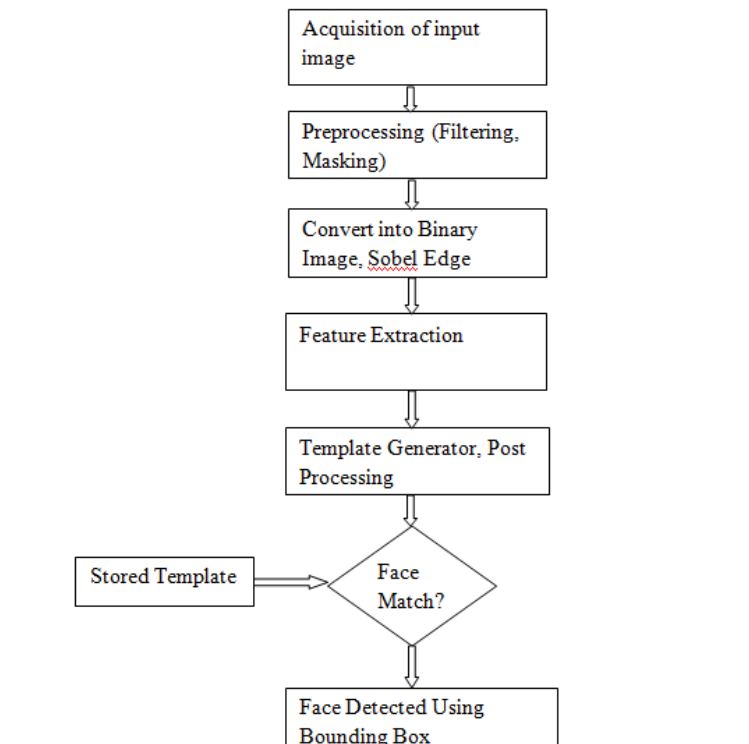 Acquisition of input
image
Preprocessing (Filtering,
Masking)
Convert into Binary
Image, Sobel Edge
Feature Extraction
Template Generator, Post
Processing
Stored Template
Face
Match?
Face Detected Using
Bounding Box